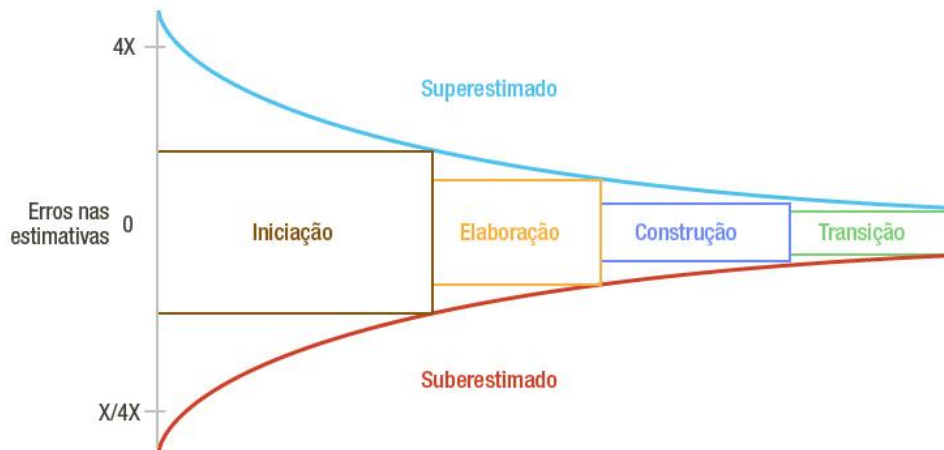 4X
Superestimado
Erros nas
estimativas
0
Iniciação
Elaboração
Construção
Transição
Suberestimado
X/4X